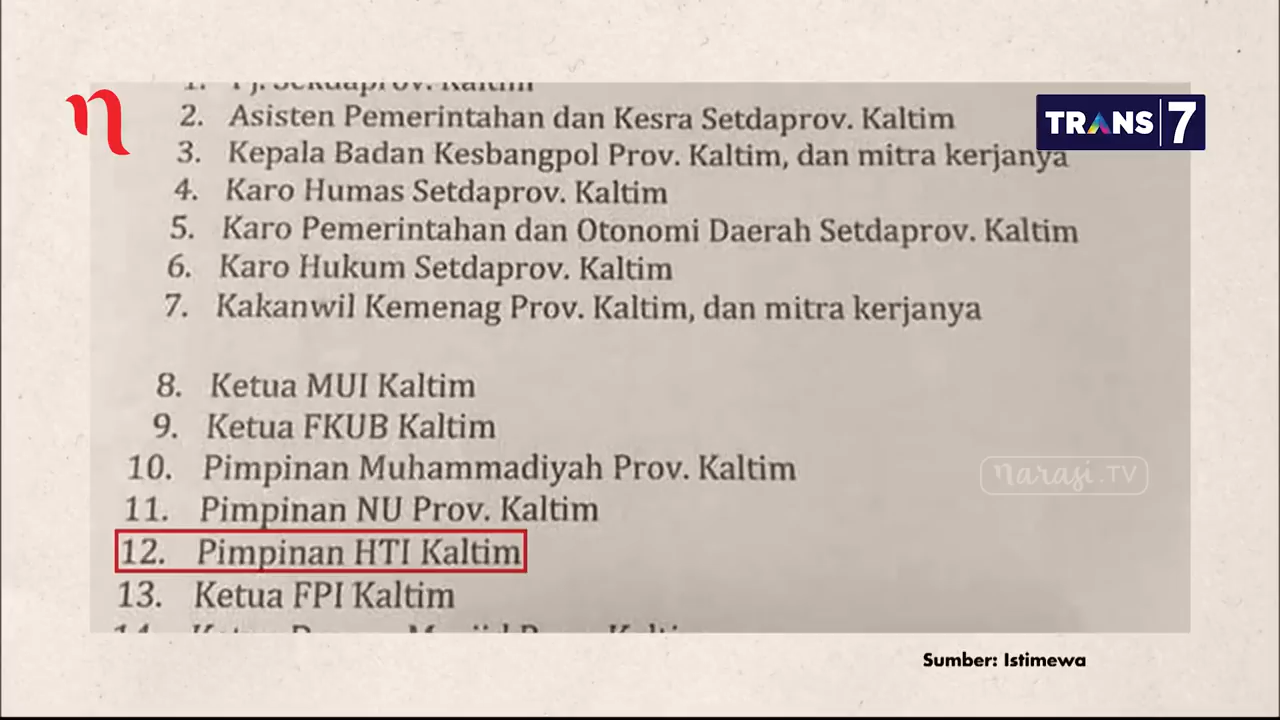 TRANS 7
2. Asisten Pemerintahan dan Kesra Setdaprov. Kaltim
3. Kepala Badan Kesbangpol Prov. Kaltim, dan mitra kerjanya
4. Karo Humas Setdaprov. Kaltim
5. Karo Pemerintahan dan Otonomi Daerah Setdaprov. Kaltim
6. Karo Hukum Setdaprov. Kaltim
7. Kakanwil Kemenag Prov. Kaltim, dan mitra kerjanya
8. Ketua MUI Kaltim
9. Ketua FKUB Kaltim
10. Pimpinan Muhammadiyah Prov. Kaltim
narasi.TV
11. Pimpinan NU Prov. Kaltim
12. Pimpinan HTI Kaltim
13. Ketua FPI Kaltim
Sumber: Istimewa